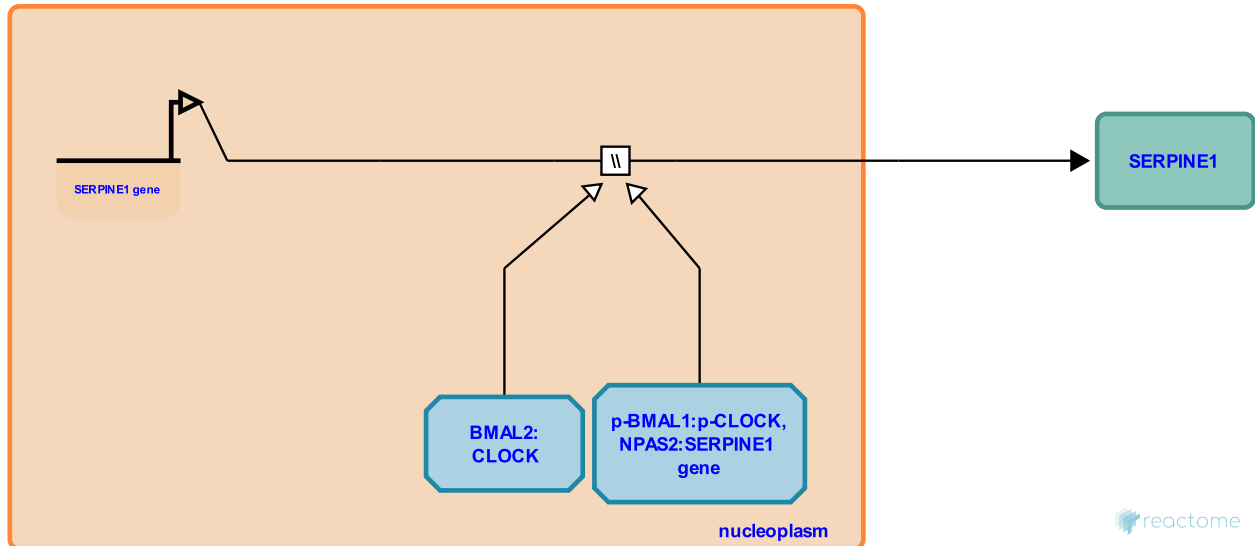 SERPINE1 gene
\\
SERPINE1
BMAL2:
CLOCK
p-BMAL1:p-CLOCK,
NPAS2:SERPINE1
gene
nucleoplasm
reactome